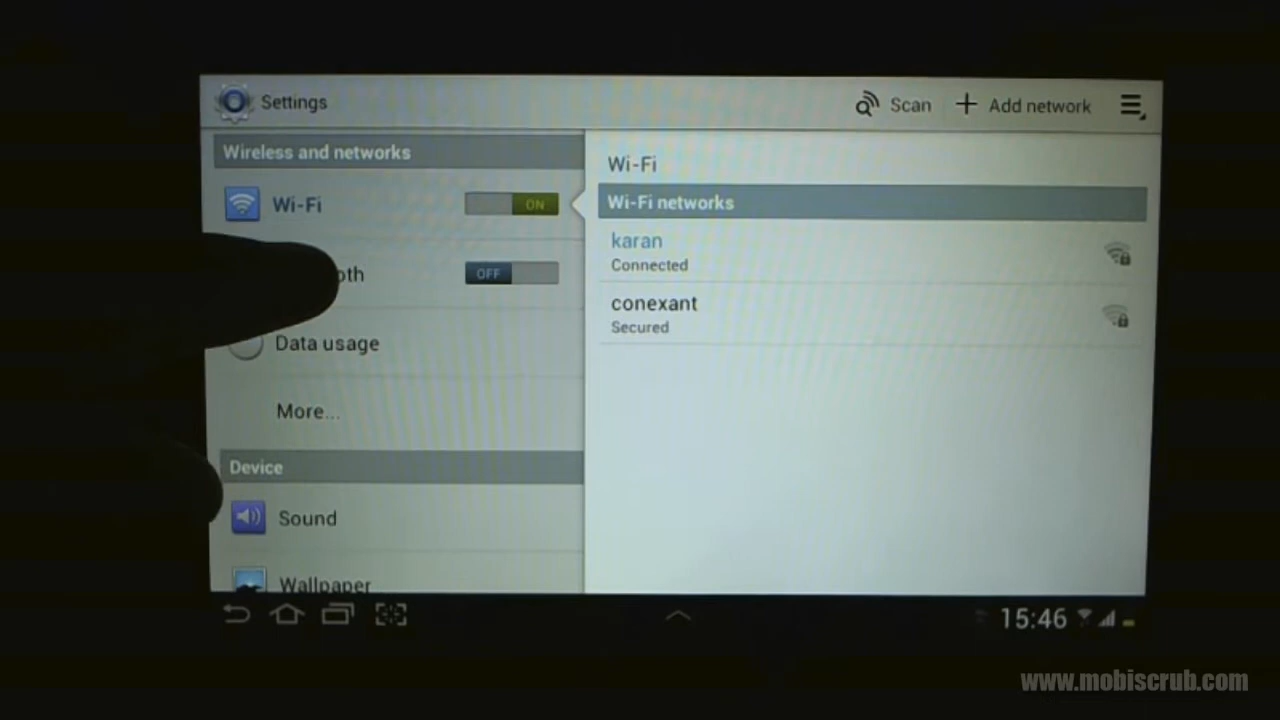 Settings
Scan
Add network
Wireless and networks
Wi-Fi
ON
OFF
Data usage
More...
Device
Sound
Wallpaper
Wi-Fi
Wi-Fi networks
karan
Connected
conexant
Secured
15:46
www.mobiscrub.com